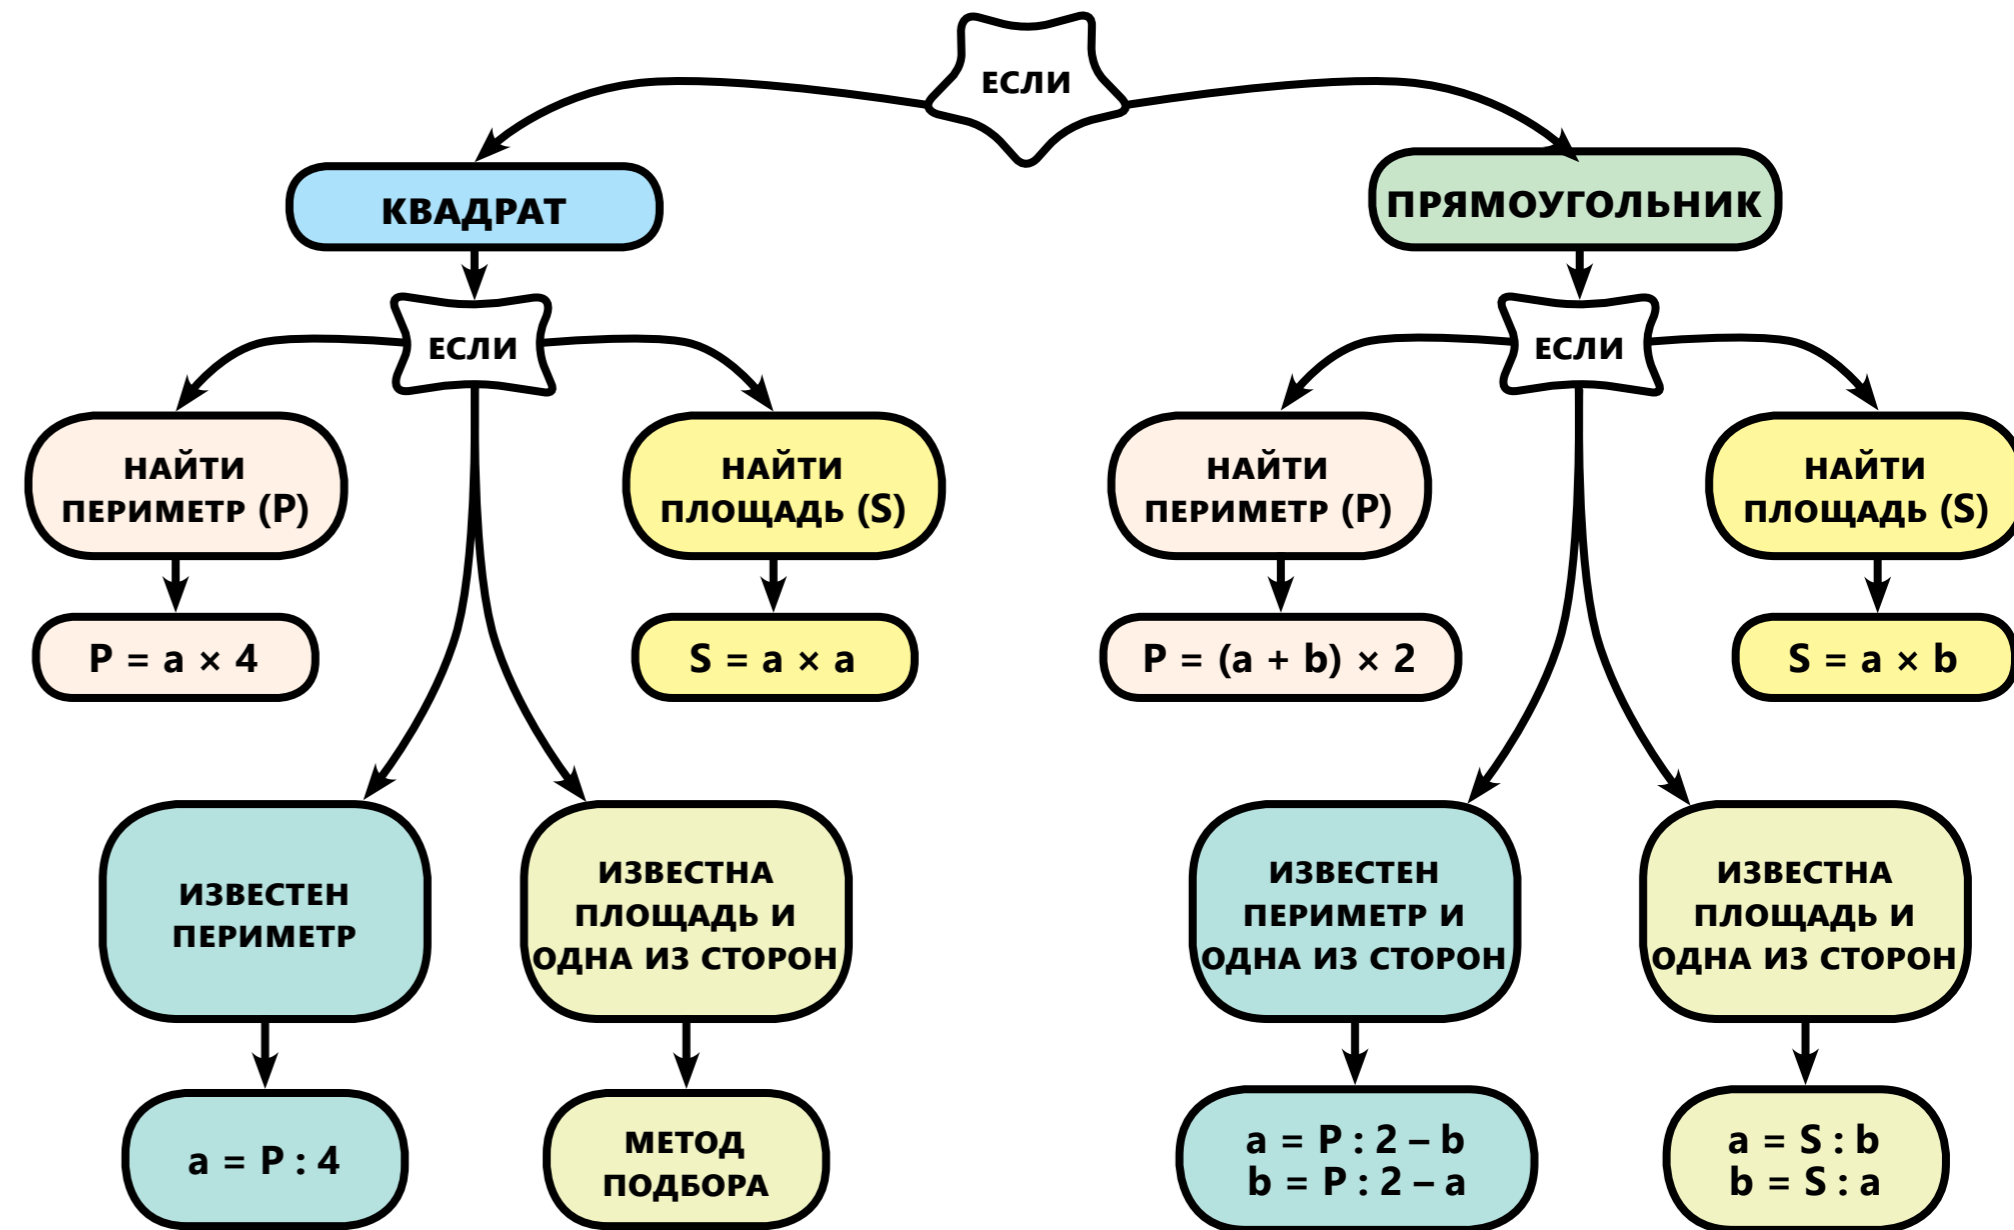 ЕСЛИ
КВАДРАТ
ПРЯМОУГОЛЬНИК
ЕСЛИ
ЕСЛИ
НАЙТИ
ПЕРИМЕТР (P)
НАЙТИ
ПЛОЩАДЬ (S)
НАЙТИ
ПЕРИМЕТР (P)
НАЙТИ
ПЛОЩАДЬ (S)
P = a × 4
S = a × a
P = (a + b) × 2
S = a × b
ИЗВЕСТЕН
ПЕРИМЕТР
ИЗВЕСТНА
ПЛОЩАДЬ И
ОДНА ИЗ СТОРОН
ИЗВЕСТЕН
ПЕРИМЕТР И
ОДНА ИЗ СТОРОН
ИЗВЕСТНА
ПЛОЩАДЬ И
ОДНА ИЗ СТОРОН
a = P : 4
МЕТОД
ПОДБОРА
a = P : 2 – b
b = P : 2 – a
a = S : b
b = S : a